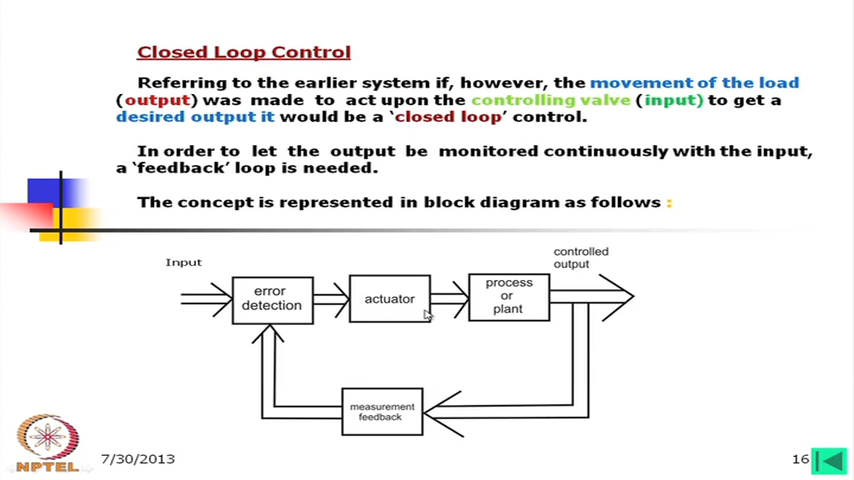 Closed Loop Control
Referring to the earlier system if, however, the movement of the load
(output) was made to act upon the controlling valve (input) to get a
desired output it would be a ‘closed loop’ control.
In order to let the output be monitored continuously with the input,
a ‘feedback’ loop is needed.
The concept is represented in block diagram as follows :
Input
controlled
output
error
detection
actuator
process
or
plant
measurement
feedback
NPTEL
7/30/2013
16